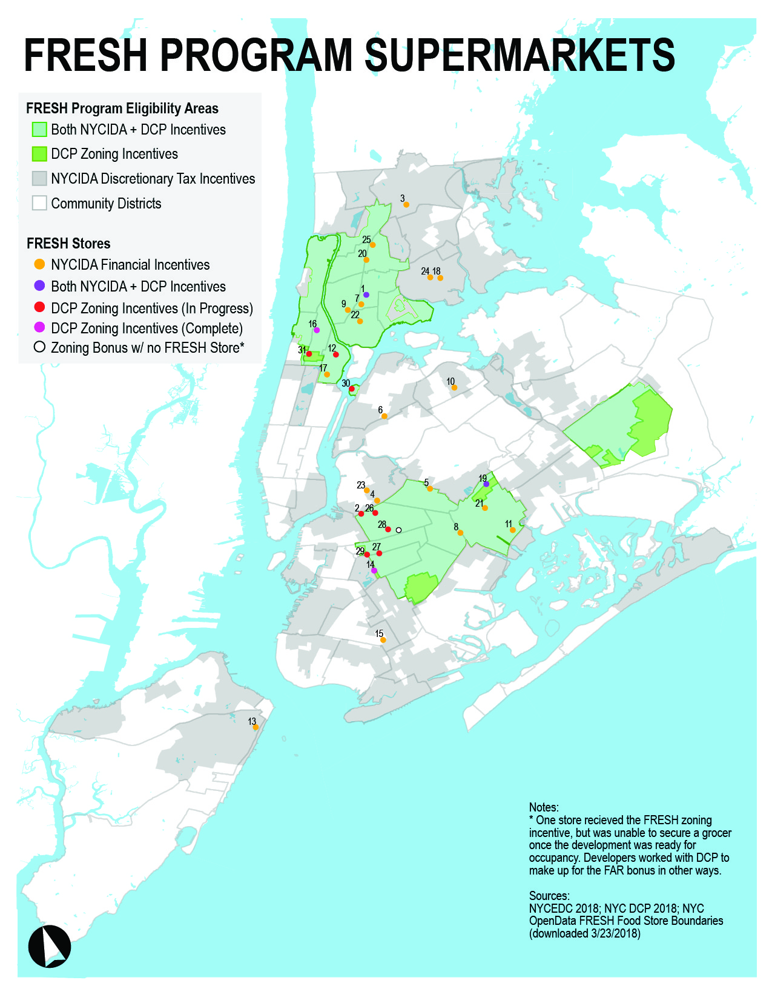 FRESH PROGRAM SUPERMARKETS
FRESH Program Eligibility Areas
Both NYCIDA + DCP Incentives
DCP Zoning Incentives
NYCIDA Discretionary Tax Incentives
Community Districts
FRESH Stores
NYCIDA Financial Incentives
Both NYCIDA + DCP Incentives
DCP Zoning Incentives (In Progress)
DCP Zoning Incentives (Complete)
Zoning Bonus w/ no FRESH Store*
3
25
20
24 18
1
7
9
22
16
31
12
17
30
10
6
19
5
23
4
21
2
26
28
8
11
27
29
14
15
13
Notes:
* One store recieved the FRESH zoning
incentive, but was unable to secure a grocer
once the development was ready for
occupancy. Developers worked with DCP to
make up for the FAR bonus in other ways.
Sources:
NYCEDC 2018; NYC DCP 2018; NYC
OpenData FRESH Food Store Boundaries
(downloaded 3/23/2018)